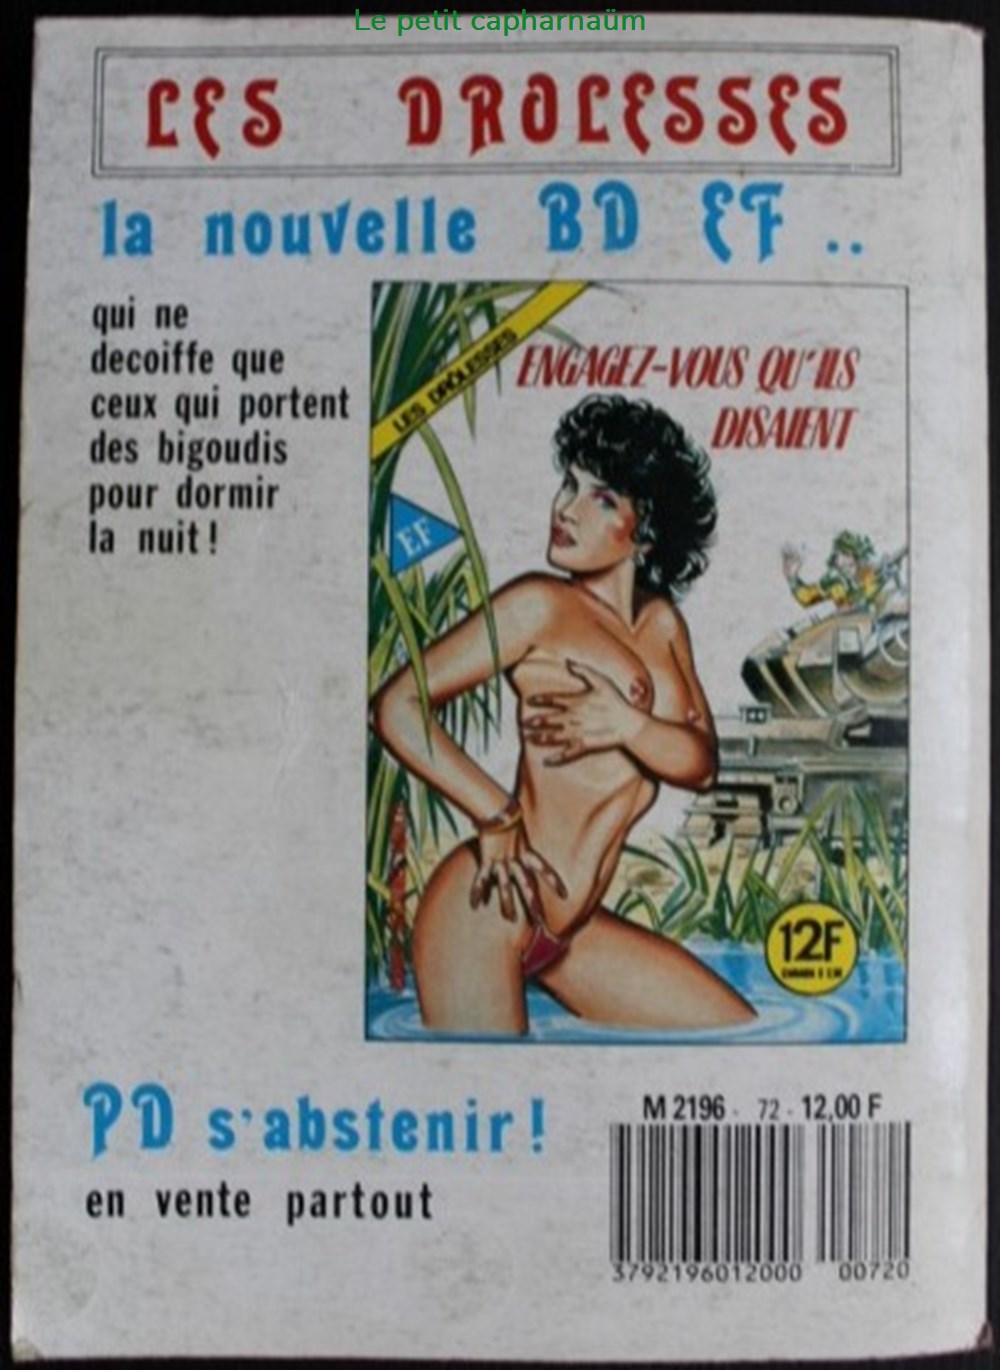 Le petit capharnaüm
LES DROLESSES
la nouvelle BD EF ..
qui ne
decoiffe que
ceux qui portent
des bigoudis
pour dormir
la nuit !
LES DRÔLESSES
ENGAGEZ-VOUS QU'ILS
DISAIENT
EF
12F
PD s'abstenir !
en vente partout
M 2196 - 72 - 12,00 F
3792196012000 00720